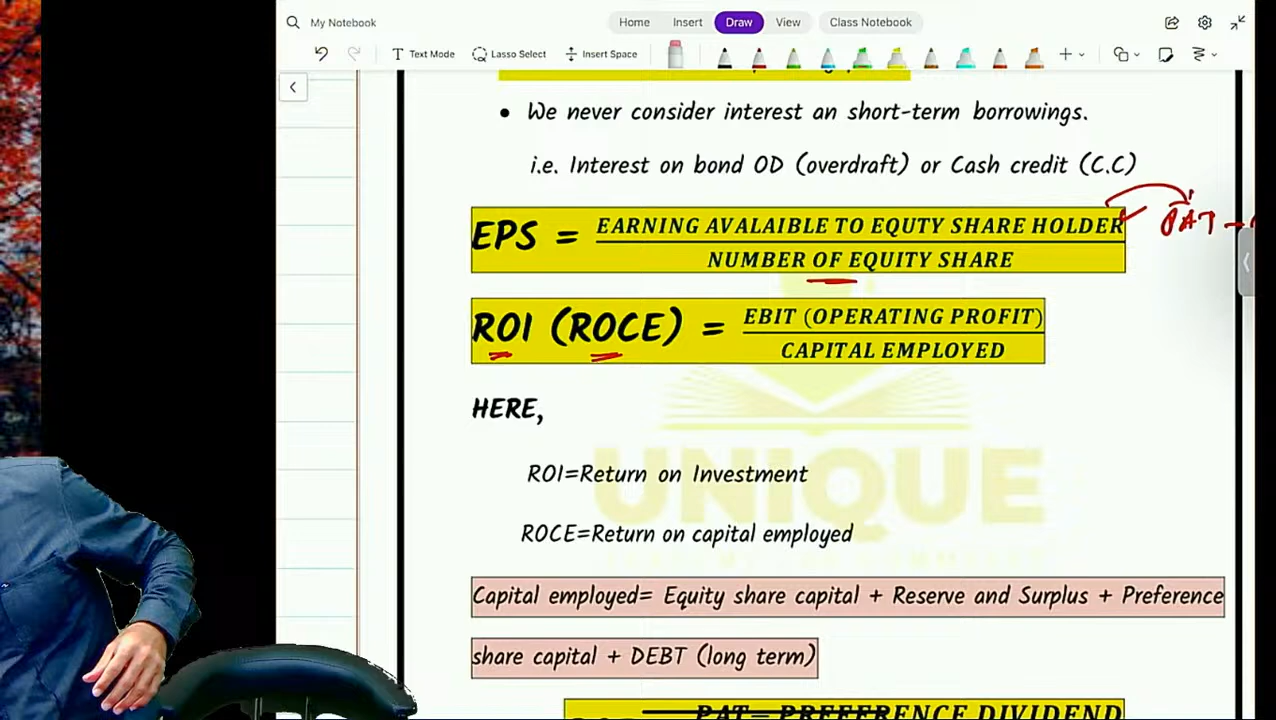 My Notebook
Home Insert Draw View Class Notebook
Text Mode Lasso Select Insert Space
• We never consider interest an short-term borrowings.
i.e. Interest on bond OD (overdraft) or Cash credit (C.C)
EPS = EARNING AVALAIBLE TO EQUTY SHARE HOLDER
NUMBER OF EQUITY SHARE
PAT -
ROI (ROCE) = EBIT (OPERATING PROFIT)
CAPITAL EMPLOYED
HERE,
ROI=Return on Investment
UNIQUE
ROCE=Return on capital employed
Capital employed= Equity share capital + Reserve and Surplus + Preference
share capital + DEBT (long term)
PAT- PREFERENCE DIVIDEND